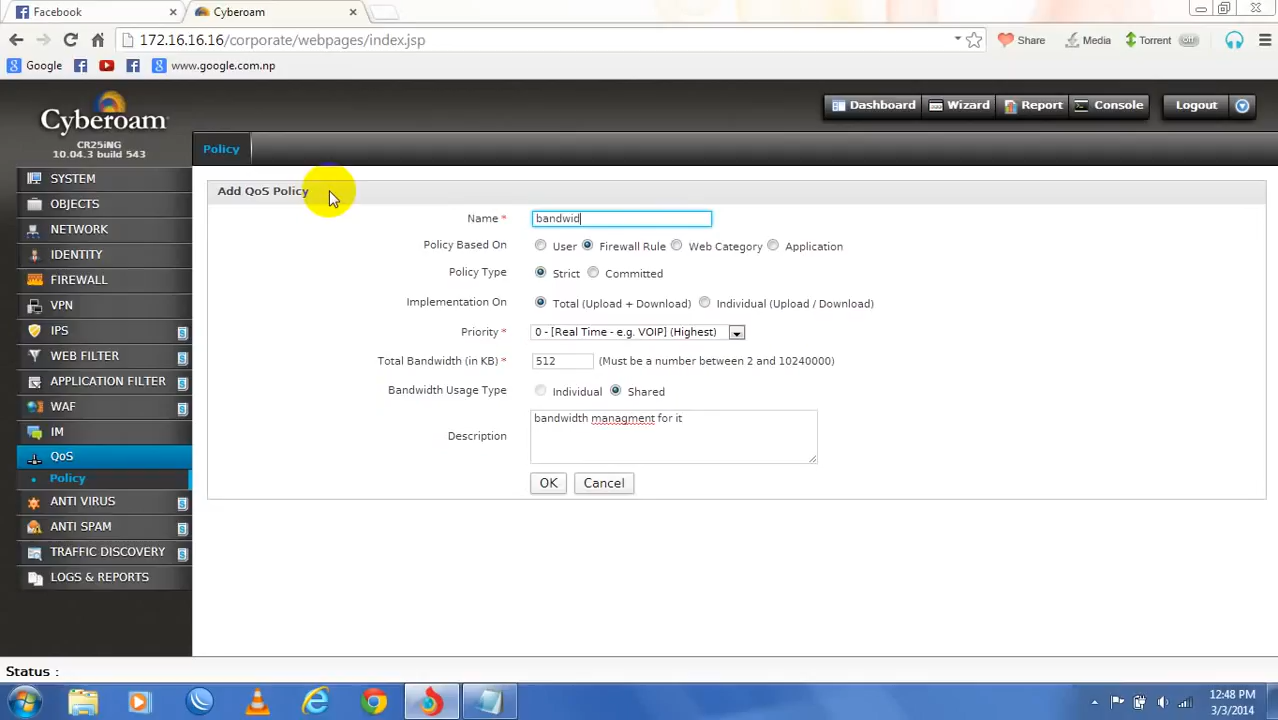 Facebook × Cyberoam ×
172.16.16.16/corporate/webpages/index.jsp Share Media Torrent off
Google www.google.com.np
Cyberoam
CR25iNG
10.04.3 build 543
Dashboard Wizard Report Console Logout
Policy
SYSTEM
OBJECTS
NETWORK
IDENTITY
FIREWALL
VPN
IPS
WEB FILTER
APPLICATION FILTER
WAF
IM
QoS
Policy
ANTI VIRUS
ANTI SPAM
TRAFFIC DISCOVERY
LOGS & REPORTS
Add QoS Policy
Name * bandwid
Policy Based On User Firewall Rule Web Category Application
Policy Type Strict Committed
Implementation On Total (Upload + Download) Individual (Upload / Download)
Priority * 0 - [Real Time - e.g. VOIP] (Highest)
Total Bandwidth (in KB) * 512 (Must be a number between 2 and 10240000)
Bandwidth Usage Type Individual Shared
Description bandwidth managment for it
OK Cancel
Status :
12:48 PM
3/3/2014